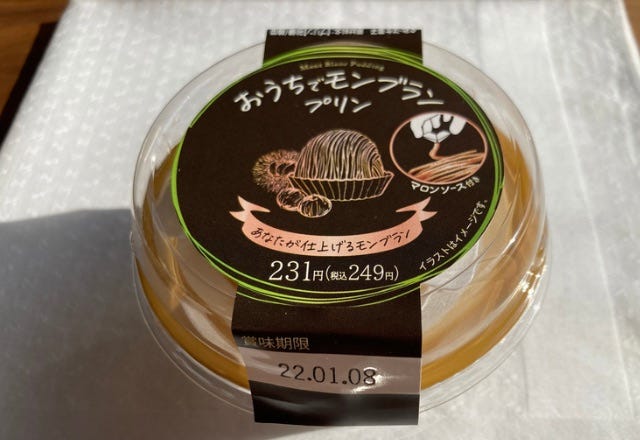 Mont Blanc Pudding
おうちでモンブラン
プリン
マロンソース付き
あなたが仕上げるモンブラン
231円(税込249円)
イラストはイメージです。
賞味期限
22.01.08